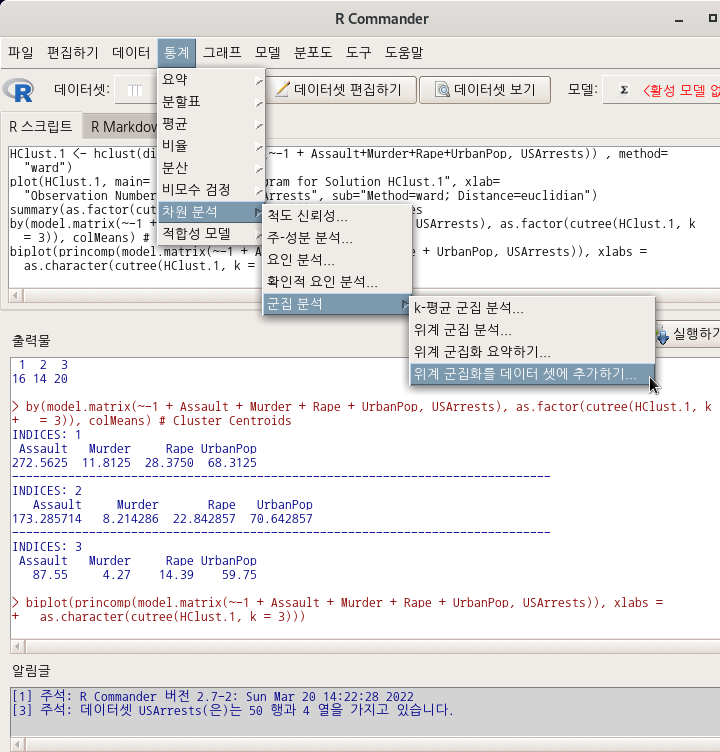 R Commander
파일 편집하기 데이터 통계 그래프 모델 분포도 도구 도움말
R 데이터셋: 데이터셋 편집하기 데이터셋 보기 모델: Σ <활성 모델
R 스크립트 R Markdow
요약
분할표
평균
비율
분산
비모수 검정
차원 분석
적합성 모델
척도 신뢰성...
주-성분 분석...
요인 분석...
확인적 요인 분석...
군집 분석
k-평균 군집 분석...
위계 군집 분석...
위계 군집화 요약하기...
위계 군집화를 데이터 셋에 추가하기...
HClust.1 <- hclust(di ~-1 + Assault+Murder+Rape+UrbanPop, USArrests)) , method=
"ward")
plot(HClust.1, main= gram for Solution HClust.1", xlab=
"Observation Number rrests", sub="Method=ward; Distance=euclidian")
summary(as.factor(cut es
by(model.matrix(~-1 + USArrests), as.factor(cutree(HClust.1, k
= 3)), colMeans) #
biplot(princomp(model.matrix(~-1 + A e + UrbanPop, USArrests)), xlabs =
as.character(cutree(HClust.1, k =
실행하기
출력물
1 2 3
16 14 20
> by(model.matrix(~-1 + Assault + Murder + Rape + UrbanPop, USArrests), as.factor(cutree(HClust.1, k
+ = 3)), colMeans) # Cluster Centroids
INDICES: 1
Assault Murder Rape UrbanPop
272.5625 11.8125 28.3750 68.3125
------------------------------------------------------------------------
INDICES: 2
Assault Murder Rape UrbanPop
173.285714 8.214286 22.842857 70.642857
------------------------------------------------------------------------
INDICES: 3
Assault Murder Rape UrbanPop
87.55 4.27 14.39 59.75
> biplot(princomp(model.matrix(~-1 + Assault + Murder + Rape + UrbanPop, USArrests)), xlabs =
+ as.character(cutree(HClust.1, k = 3)))
알림글
[1] 주석: R Commander 버전 2.7-2: Sun Mar 20 14:22:28 2022
[3] 주석: 데이터셋 USArrests(은)는 50 행과 4 열을 가지고 있습니다.